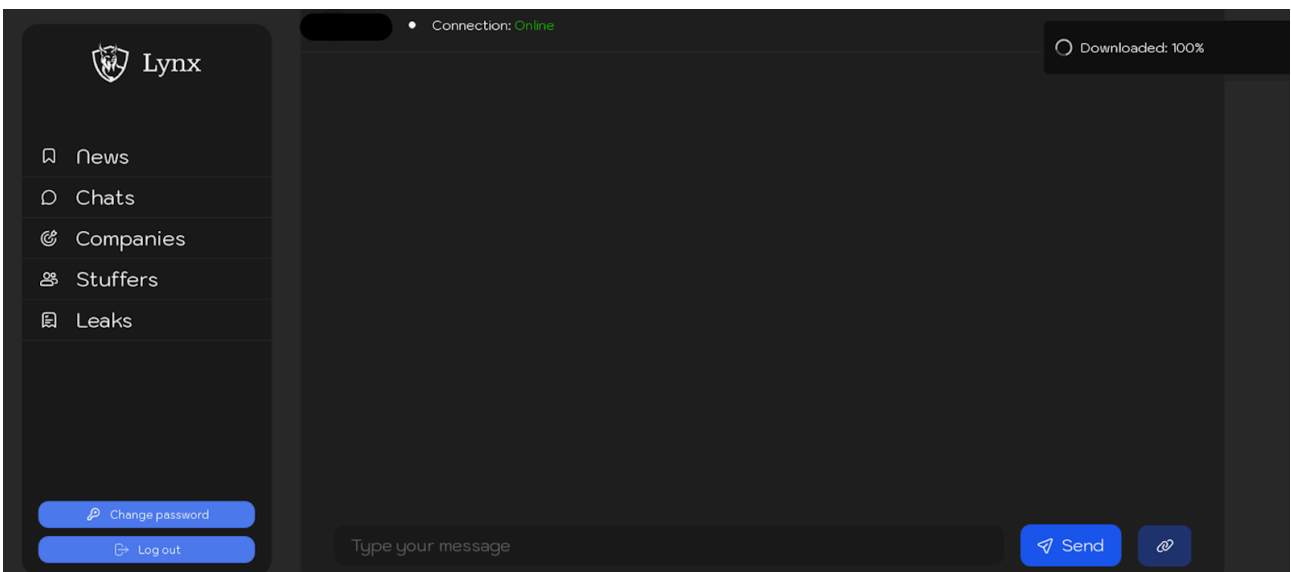 Lynx
News
Chats
Companies
Stuffers
Leaks
Change password
Log out
Connection: Online
Downloaded: 100%
Type your message
Send